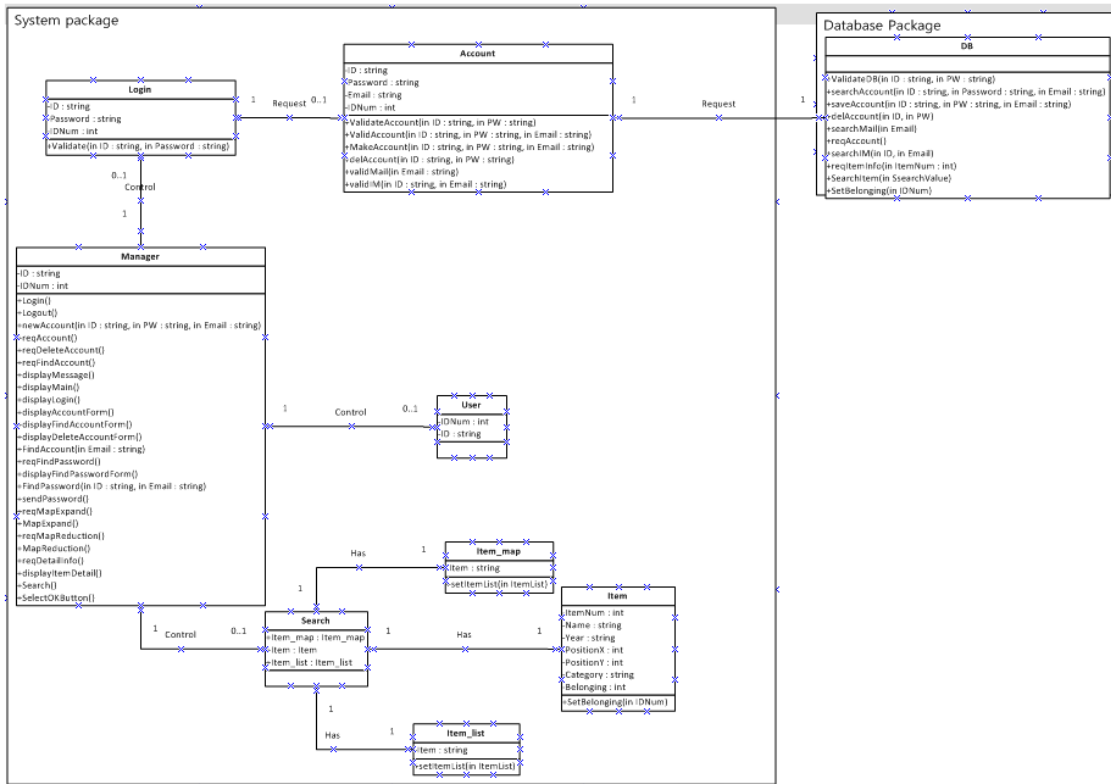 System package
Login
-ID : string
-Password : string
-IDNum : int
+Validate(in ID : string, in Password : string)
1
Request
0..1
Account
-ID : string
-Password : string
-Email : string
-IDNum : int
+ValidateAccount(in ID : string, in PW : string)
+ValidAccount(in ID : string, in PW : string, in Email : string)
+MakeAccount(in ID : string, in PW : string, in Email : string)
+delAccount(in ID : string, in PW : string)
+validMail(in Email : string)
+validIM(in ID : string, in Email : string)
1
Request
1
Database Package
DB
+ValidateDB(in ID : string, in PW : string)
+searchAccount(in ID : string, in Password : string, in Email : string)
+saveAccount(in ID : string, in PW : string, in Email : string)
+delAccount(in ID, in PW)
+searchMail(in Email)
+reqAccount()
+searchIM(in ID, in Email)
+reqItemInfo(in ItemNum : int)
+SearchItem(in SsearchValue)
+SetBelonging(in IDNum)
0..1
Control
1
Manager
-ID : string
-IDNum : int
+Login()
+Logout()
+newAccount(in ID : string, in PW : string, in Email : string)
+reqAccount()
+reqDeleteAccount()
+reqFindAccount()
+displayMessage()
+displayMain()
+displayLogin()
+displayAccountForm()
+displayFindAccountForm()
+displayDeleteAccountForm()
+FindAccount(in Email : string)
+reqFindPassword()
+displayFindPasswordForm()
+FindPassword(in ID : string, in Email : string)
+sendPassword()
+reqMapExpand()
+MapExpand()
+reqMapReduction()
+MapReduction()
+reqDetailInfo()
+displayItemDetail()
+Search()
+SelectOKButton()
1
Control
0..1
User
-IDNum : int
-ID : string
1
Control
0..1
Search
+Item_map : Item_map
-Item : Item
+Item_list : Item_list
1
Has
1
Item_map
-Item : string
+setItemList(in ItemList)
1
Has
1
Item
-ItemNum : int
-Name : string
-Year : string
-PositionX : int
-PositionY : int
-Category : string
-Belonging : int
+SetBelonging(in IDNum)
1
Has
1
Item_list
-Item : string
+setItemList(in ItemList)